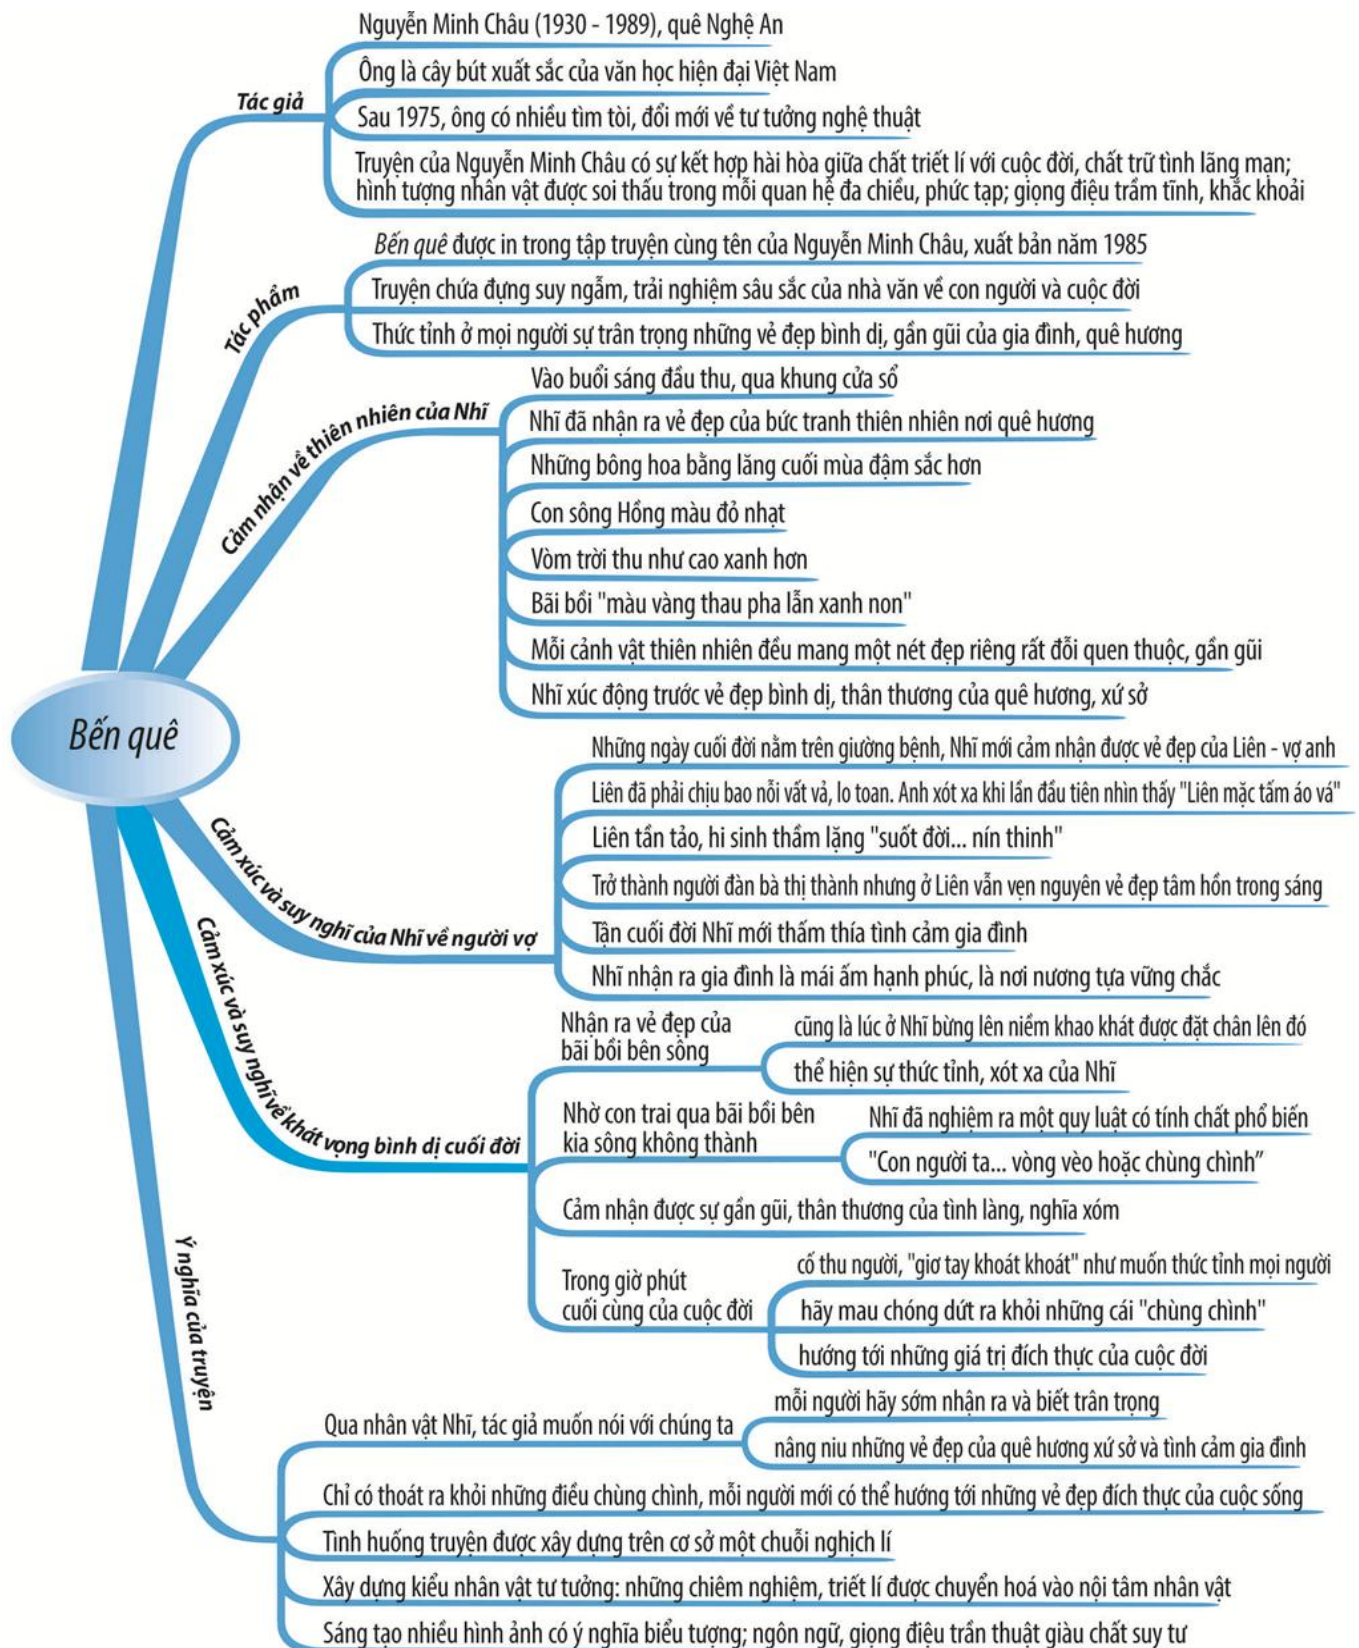 Nguyễn Minh Châu (1930 - 1989), quê Nghệ An
Ông là cây bút xuất sắc của văn học hiện đại Việt Nam
Tác giả
Sau 1975, ông có nhiều tìm tòi, đổi mới về tư tưởng nghệ thuật
Truyện của Nguyễn Minh Châu có sự kết hợp hài hòa giữa chất triết lí với cuộc đời, chất trữ tình lãng mạn;
hình tượng nhân vật được soi thấu trong mỗi quan hệ đa chiều, phức tạp; giọng điệu trầm tĩnh, khắc khoải
Bến quê được in trong tập truyện cùng tên của Nguyễn Minh Châu, xuất bản năm 1985
Tác phẩm
Truyện chứa đựng suy ngẫm, trải nghiệm sâu sắc của nhà văn về con người và cuộc đời
Thức tỉnh ở mọi người sự trân trọng những vẻ đẹp bình dị, gần gũi của gia đình, quê hương
Cảm nhận về thiên nhiên của Nhĩ
Vào buổi sáng đầu thu, qua khung cửa sổ
Nhĩ đã nhận ra vẻ đẹp của bức tranh thiên nhiên nơi quê hương
Những bông hoa bằng lăng cuối mùa đậm sắc hơn
Con sông Hồng màu đỏ nhạt
Vòm trời thu như cao xanh hơn
Bãi bồi "màu vàng thau pha lẫn xanh non"
Mỗi cảnh vật thiên nhiên đều mang một nét đẹp riêng rất đỗi quen thuộc, gần gũi
Nhĩ xúc động trước vẻ đẹp bình dị, thân thương của quê hương, xứ sở
Bến quê
Cảm xúc và suy nghĩ của Nhĩ về người vợ
Những ngày cuối đời nằm trên giường bệnh, Nhĩ mới cảm nhận được vẻ đẹp của Liên - vợ anh
Liên đã phải chịu bao nỗi vất vả, lo toan. Anh xót xa khi lần đầu tiên nhìn thấy "Liên mặc tấm áo vá"
Liên tần tảo, hi sinh thầm lặng "suốt đời... nín thinh"
Trở thành người đàn bà thị thành nhưng ở Liên vẫn vẹn nguyên vẻ đẹp tâm hồn trong sáng
Tận cuối đời Nhĩ mới thấm thía tình cảm gia đình
Nhĩ nhận ra gia đình là mái ấm hạnh phúc, là nơi nương tựa vững chắc
Cảm xúc và suy nghĩ về khát vọng bình dị cuối đời
Nhận ra vẻ đẹp của
bãi bồi bên sông
cũng là lúc ở Nhĩ bừng lên niềm khao khát được đặt chân lên đó
thể hiện sự thức tỉnh, xót xa của Nhĩ
Nhờ con trai qua bãi bồi bên
kia sông không thành
Nhĩ đã nghiệm ra một quy luật có tính chất phổ biến
"Con người ta... vòng vèo hoặc chùng chình"
Cảm nhận được sự gần gũi, thân thương của tình làng, nghĩa xóm
Trong giờ phút
cuối cùng của cuộc đời
cố thu người, "giơ tay khoát khoát" như muốn thức tỉnh mọi người
hãy mau chóng dứt ra khỏi những cái "chùng chình"
hướng tới những giá trị đích thực của cuộc đời
Ý nghĩa của truyện
Qua nhân vật Nhĩ, tác giả muốn nói với chúng ta
mỗi người hãy sớm nhận ra và biết trân trọng
nâng niu những vẻ đẹp của quê hương xứ sở và tình cảm gia đình
Chỉ có thoát ra khỏi những điều chùng chình, mỗi người mới có thể hướng tới những vẻ đẹp đích thực của cuộc sống
Tình huống truyện được xây dựng trên cơ sở một chuỗi nghịch lí
Xây dựng kiểu nhân vật tư tưởng: những chiêm nghiệm, triết lí được chuyển hoá vào nội tâm nhân vật
Sáng tạo nhiều hình ảnh có ý nghĩa biểu tượng; ngôn ngữ, giọng điệu trần thuật giàu chất suy tư